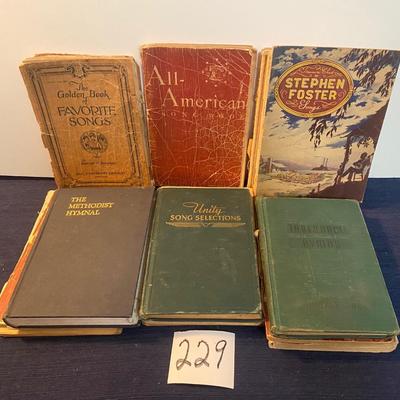 The
Golden Book
of
FAVORITE
SONGS
All-
American
SONG BOOK
STEPHEN
FOSTER
Songs
THE
METHODIST
HYMNAL
Unity
SONG SELECTIONS
HYMNS
229